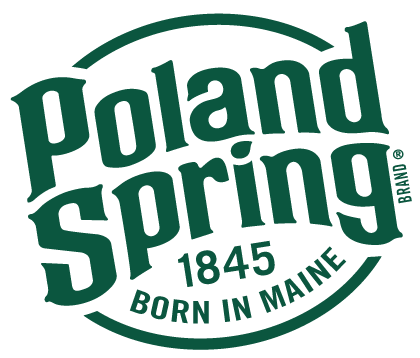 Poland
Spring
BRAND®
1845
BORN IN MAINE